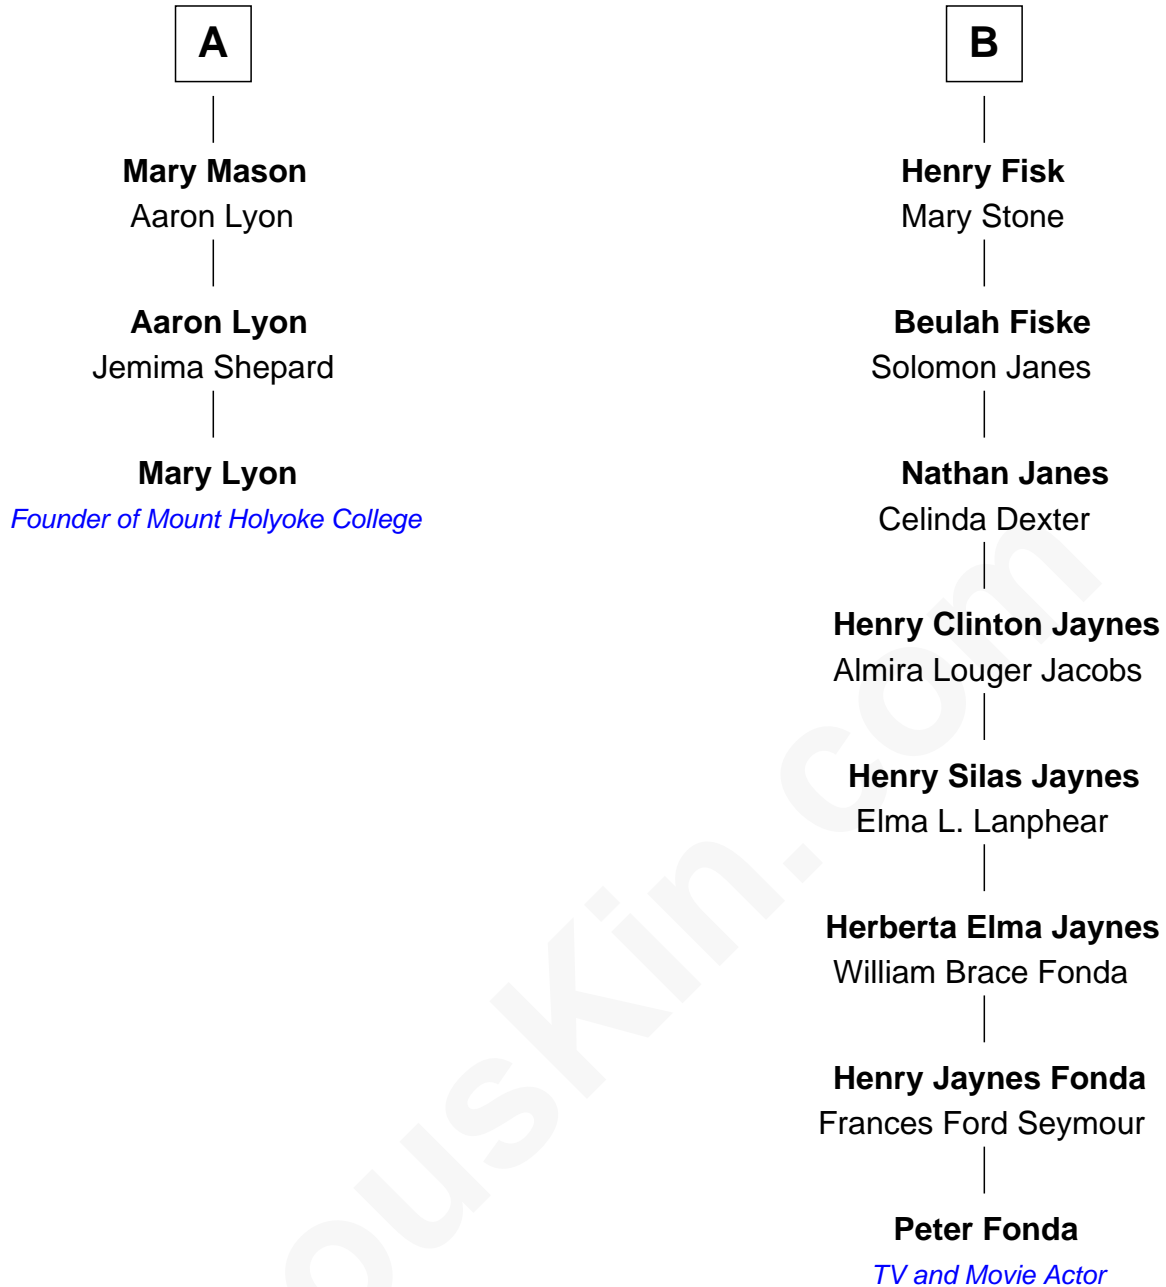 A
Mary Mason
Aaron Lyon
Aaron Lyon
Jemima Shepard
Mary Lyon
Founder of Mount Holyoke College
B
Henry Fisk
Mary Stone
Beulah Fiske
Solomon Janes
Nathan Janes
Celinda Dexter
Henry Clinton Jaynes
Almira Louger Jacobs
Henry Silas Jaynes
Elma L. Lanphear
Herberta Elma Jaynes
William Brace Fonda
Henry Jaynes Fonda
Frances Ford Seymour
Peter Fonda
TV and Movie Actor
ousKin.com